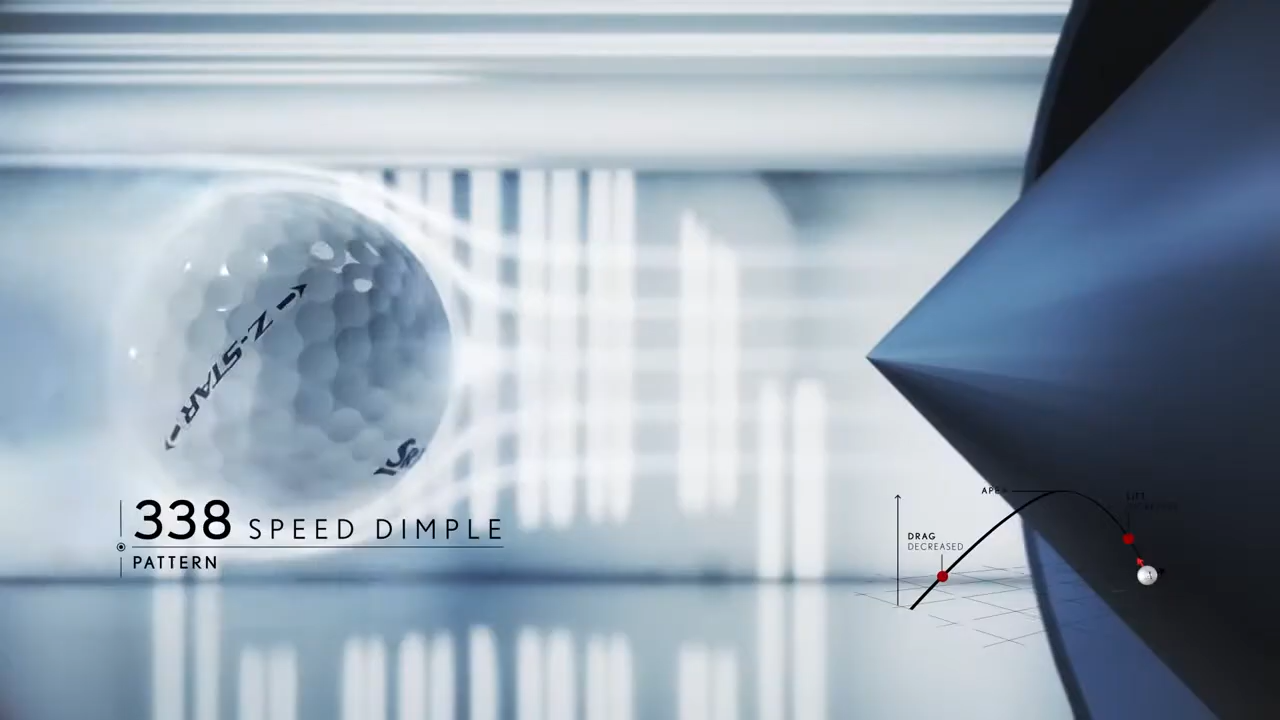 Z-STAR
338 SPEED DIMPLE
PATTERN
APEX
LIFT
DRAG
DECREASED